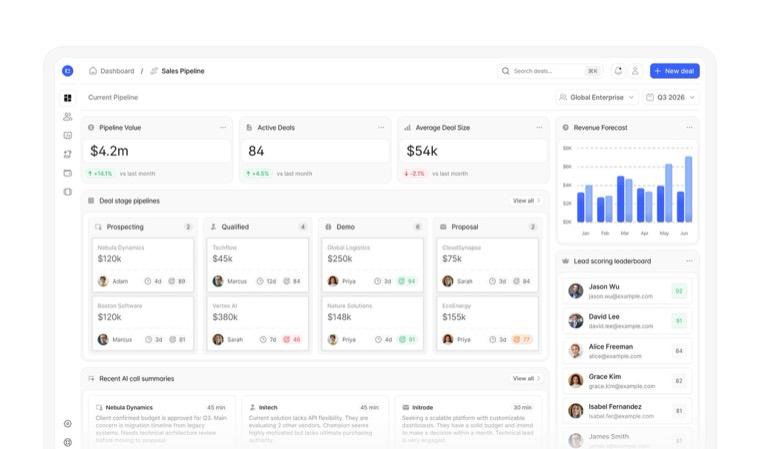 Dashboard / Sales Pipeline
Search deals...
⌘K
+ New deal
Current Pipeline
Global Enterprise
Q3 2026
Pipeline Value
$4.2m
+14.1% vs last month
Active Deals
84
+4.5% vs last month
Average Deal Size
$54k
-2.1% vs last month
Deal stage pipelines
View all
Prospecting 2
Nebula Dynamics
$120k
Adam 4d 89
Boston Software
$120k
Marcus 3d 81
Qualified 4
Techflow
$45k
Marcus 12d 84
Vertex AI
$380k
Sarah 7d 46
Demo 6
Global Logistics
$250k
Priya 3d 94
Nature Solutions
$148k
Priya 4d 91
Proposal 2
CloudSynapse
$75k
Sarah 3d 84
EcoEnergy
$155k
Priya 3d 77
Recent AI call summaries
View all
Nebula Dynamics 45 min
Client confirmed budget is approved for Q3. Main
concern is migration timeline from legacy
systems. Needs technical architecture review
before moving to proposal.
Initech 45 min
Current solution lacks API flexibility. They are
evaluating 2 other vendors. Champion seems
highly motivated but lacks ultimate purchasing
authority.
Initrode 30 min
Seeking a scalable platform with customizable
dashboards. They have a solid budget and intend
to make a decision within a month. Technical lead
is very engaged.
Revenue Forecast
$8K
$6K
$4K
$2K
$0K
Jan Feb Mar Apr May Jun
Lead scoring leaderboard
Jason Wu
jason.wu@example.com
92
David Lee
david.lee@example.com
91
Alice Freeman
alice@example.com
84
Grace Kim
grace.kim@example.com
82
Isabel Fernandez
isabel.fer@example.com
81
James Smith